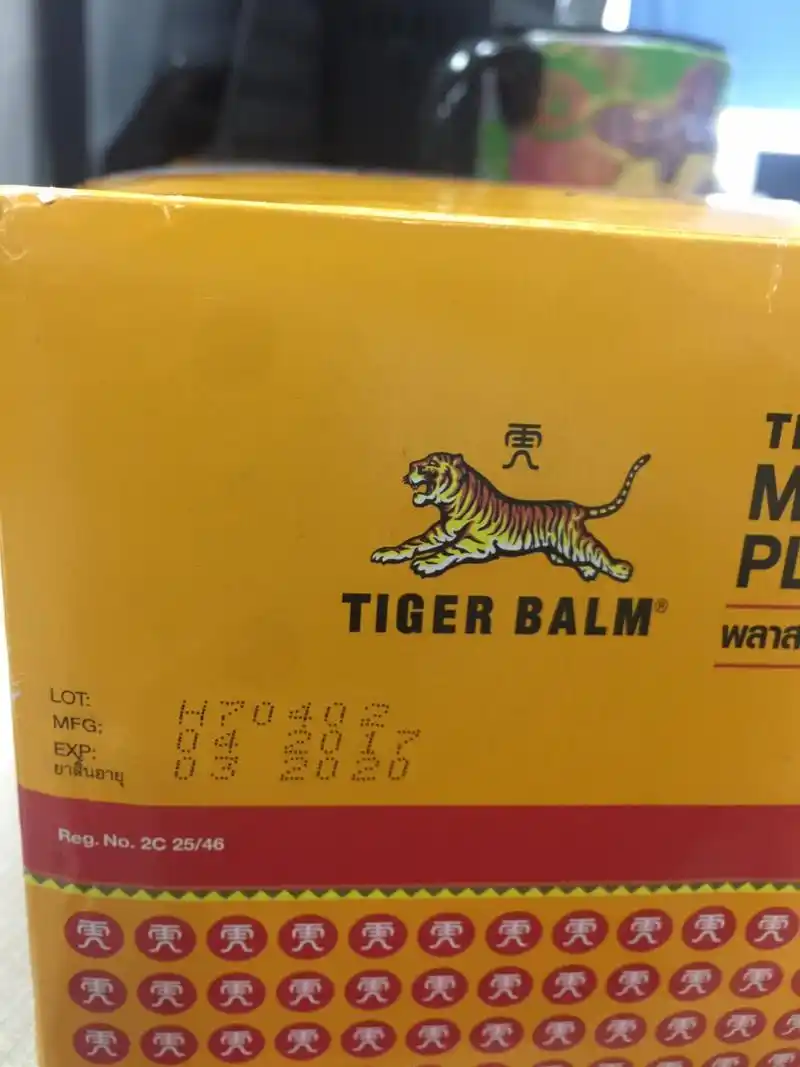 TIGER BALM®
LOT: H70402
MFG: 04 2017
EXP: 03 2020
ยาสิ้นอายุ
Reg. No. 2C 25/46